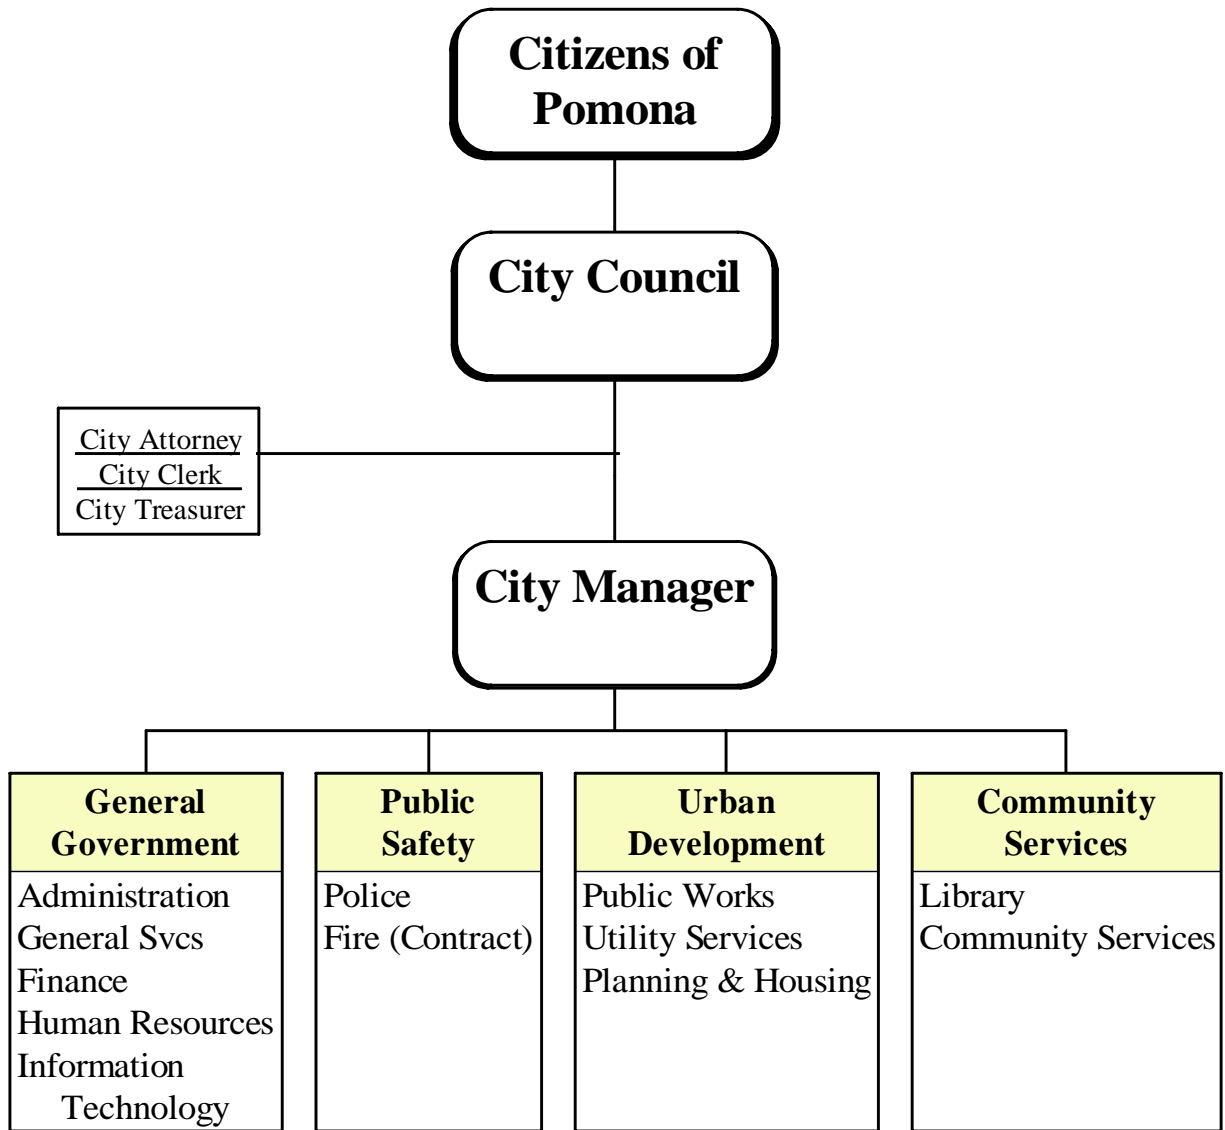 Citizens of
Pomona
City Council
City Attorney
City Clerk
City Treasurer
City Manager
General
Government
Administration
General Svcs
Finance
Human Resources
Information
Technology
Public
Safety
Police
Fire (Contract)
Urban
Development
Public Works
Utility Services
Planning & Housing
Community
Services
Library
Community Services